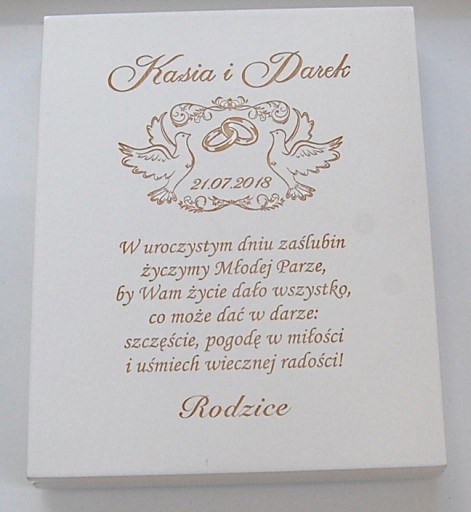 Kasia i Darek
21.07.2018
W uroczystym dniu zaślubin
życzymy Młodej Parze,
by Wam życie dało wszystko,
co może dać w darze:
szczęście, pogodę w miłości
i uśmiech wiecznej radości!
Rodzice